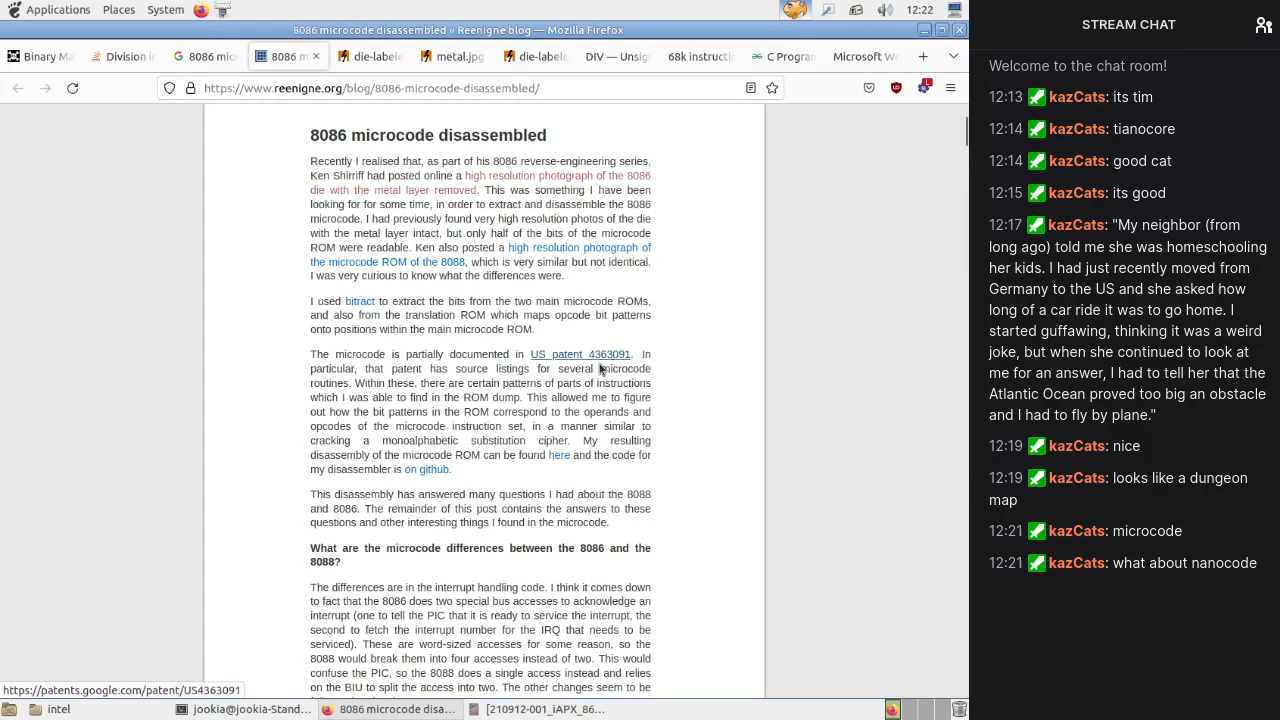 Applications Places System 12:22
8086 microcode disassembled « Reenigne blog — Mozilla Firefox
Binary Ma Division i 8086 mic 8086 m die-labele metal.jpg die-labele DIV — Unsig 68k instructi C Program Microsoft W
https://www.reenigne.org/blog/8086-microcode-disassembled/
8086 microcode disassembled
Recently I realised that, as part of his 8086 reverse-engineering series,
Ken Shirriff had posted online a high resolution photograph of the 8086
die with the metal layer removed. This was something I have been
looking for for some time, in order to extract and disassemble the 8086
microcode. I had previously found very high resolution photos of the die
with the metal layer intact, but only half of the bits of the microcode
ROM were readable. Ken also posted a high resolution photograph of
the microcode ROM of the 8088, which is very similar but not identical.
I was very curious to know what the differences were.
I used bitract to extract the bits from the two main microcode ROMs,
and also from the translation ROM which maps opcode bit patterns
onto positions within the main microcode ROM.
The microcode is partially documented in US patent 4363091. In
particular, that patent has source listings for several microcode
routines. Within these, there are certain patterns of parts of instructions
which I was able to find in the ROM dump. This allowed me to figure
out how the bit patterns in the ROM correspond to the operands and
opcodes of the microcode instruction set, in a manner similar to
cracking a monoalphabetic substitution cipher. My resulting
disassembly of the microcode ROM can be found here and the code for
my disassembler is on github.
This disassembly has answered many questions I had about the 8088
and 8086. The remainder of this post contains the answers to these
questions and other interesting things I found in the microcode.
What are the microcode differences between the 8086 and the
8088?
The differences are in the interrupt handling code. I think it comes down
to fact that the 8086 does two special bus accesses to acknowledge an
interrupt (one to tell the PIC that it is ready to service the interrupt, the
second to fetch the interrupt number for the IRQ that needs to be
serviced). These are word-sized accesses for some reason, so the
8088 would break them into four accesses instead of two. This would
confuse the PIC, so the 8088 does a single access instead and relies
on the BIU to split the access into two. The other changes seem to be
https://patents.google.com/patent/US4363091
intel jookia@jookia-Stand... 8086 microcode disa... [210912-001_iAPX_86...
STREAM CHAT
Welcome to the chat room!
12:13 kazCats: its tim
12:14 kazCats: tianocore
12:14 kazCats: good cat
12:15 kazCats: its good
12:17 kazCats: "My neighbor (from
long ago) told me she was homeschooling
her kids. I had just recently moved from
Germany to the US and she asked how
long of a car ride it was to go home. I
started guffawing, thinking it was a weird
joke, but when she continued to look at
me for an answer, I had to tell her that the
Atlantic Ocean proved too big an obstacle
and I had to fly by plane."
12:19 kazCats: nice
12:19 kazCats: looks like a dungeon
map
12:21 kazCats: microcode
12:21 kazCats: what about nanocode